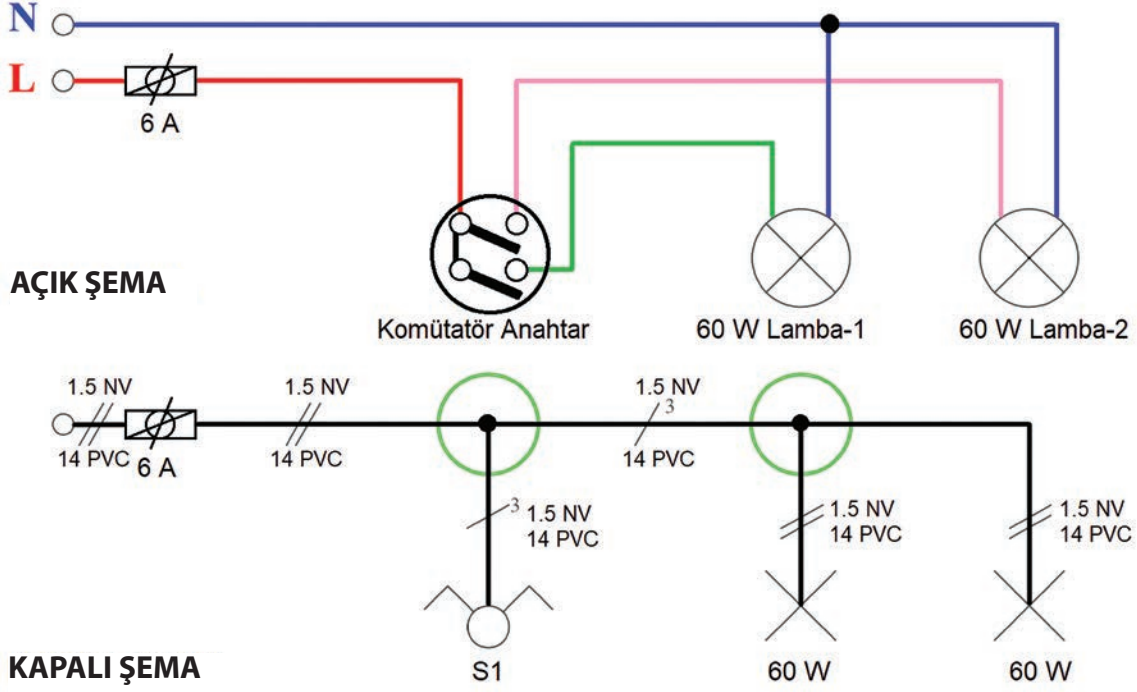 N
L
6 A
AÇIK ŞEMA
Komütatör Anahtar
60 W Lamba-1
60 W Lamba-2
1.5 NV
14 PVC
6 A
1.5 NV
14 PVC
1.5 NV
3
14 PVC
3
1.5 NV
14 PVC
1.5 NV
14 PVC
1.5 NV
14 PVC
KAPALI ŞEMA
S1
60 W
60 W